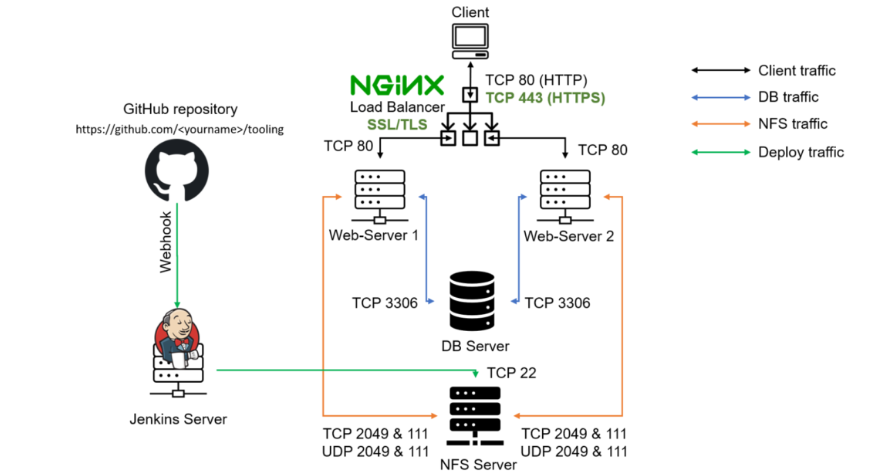 Client
NGINX
Load Balancer
SSL/TLS
TCP 80 (HTTP)
TCP 443 (HTTPS)
Client traffic
DB traffic
NFS traffic
Deploy traffic
GitHub repository
https://github.com/<yourname>/tooling
TCP 80
TCP 80
Webhook
Web-Server 1
Web-Server 2
TCP 3306
TCP 3306
DB Server
TCP 22
Jenkins Server
TCP 2049 & 111
UDP 2049 & 111
TCP 2049 & 111
UDP 2049 & 111
NFS Server